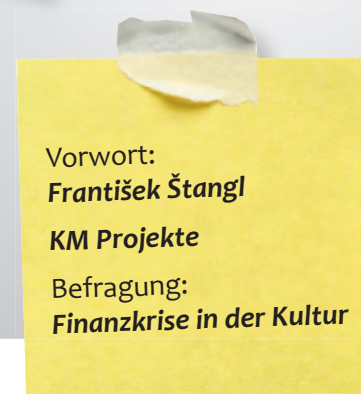 Vorwort:
František Štangl
KM Projekte
Befragung:
Finanzkrise in der Kultur